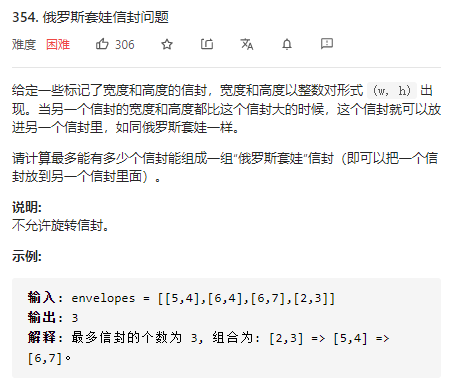 354. 俄罗斯套娃信封问题
难度 困难 306
给定一些标记了宽度和高度的信封，宽度和高度以整数对形式 (w, h) 出
现。当另一个信封的宽度和高度都比这个信封大的时候，这个信封就可以放
进另一个信封里，如同俄罗斯套娃一样。
请计算最多能有多少个信封能组成一组“俄罗斯套娃”信封（即可以把一个信
封放到另一个信封里面）。
说明:
不允许旋转信封。
示例:
输入: envelopes = [[5,4],[6,4],[6,7],[2,3]]
输出: 3
解释: 最多信封的个数为 3, 组合为: [2,3] => [5,4] =>
[6,7]。